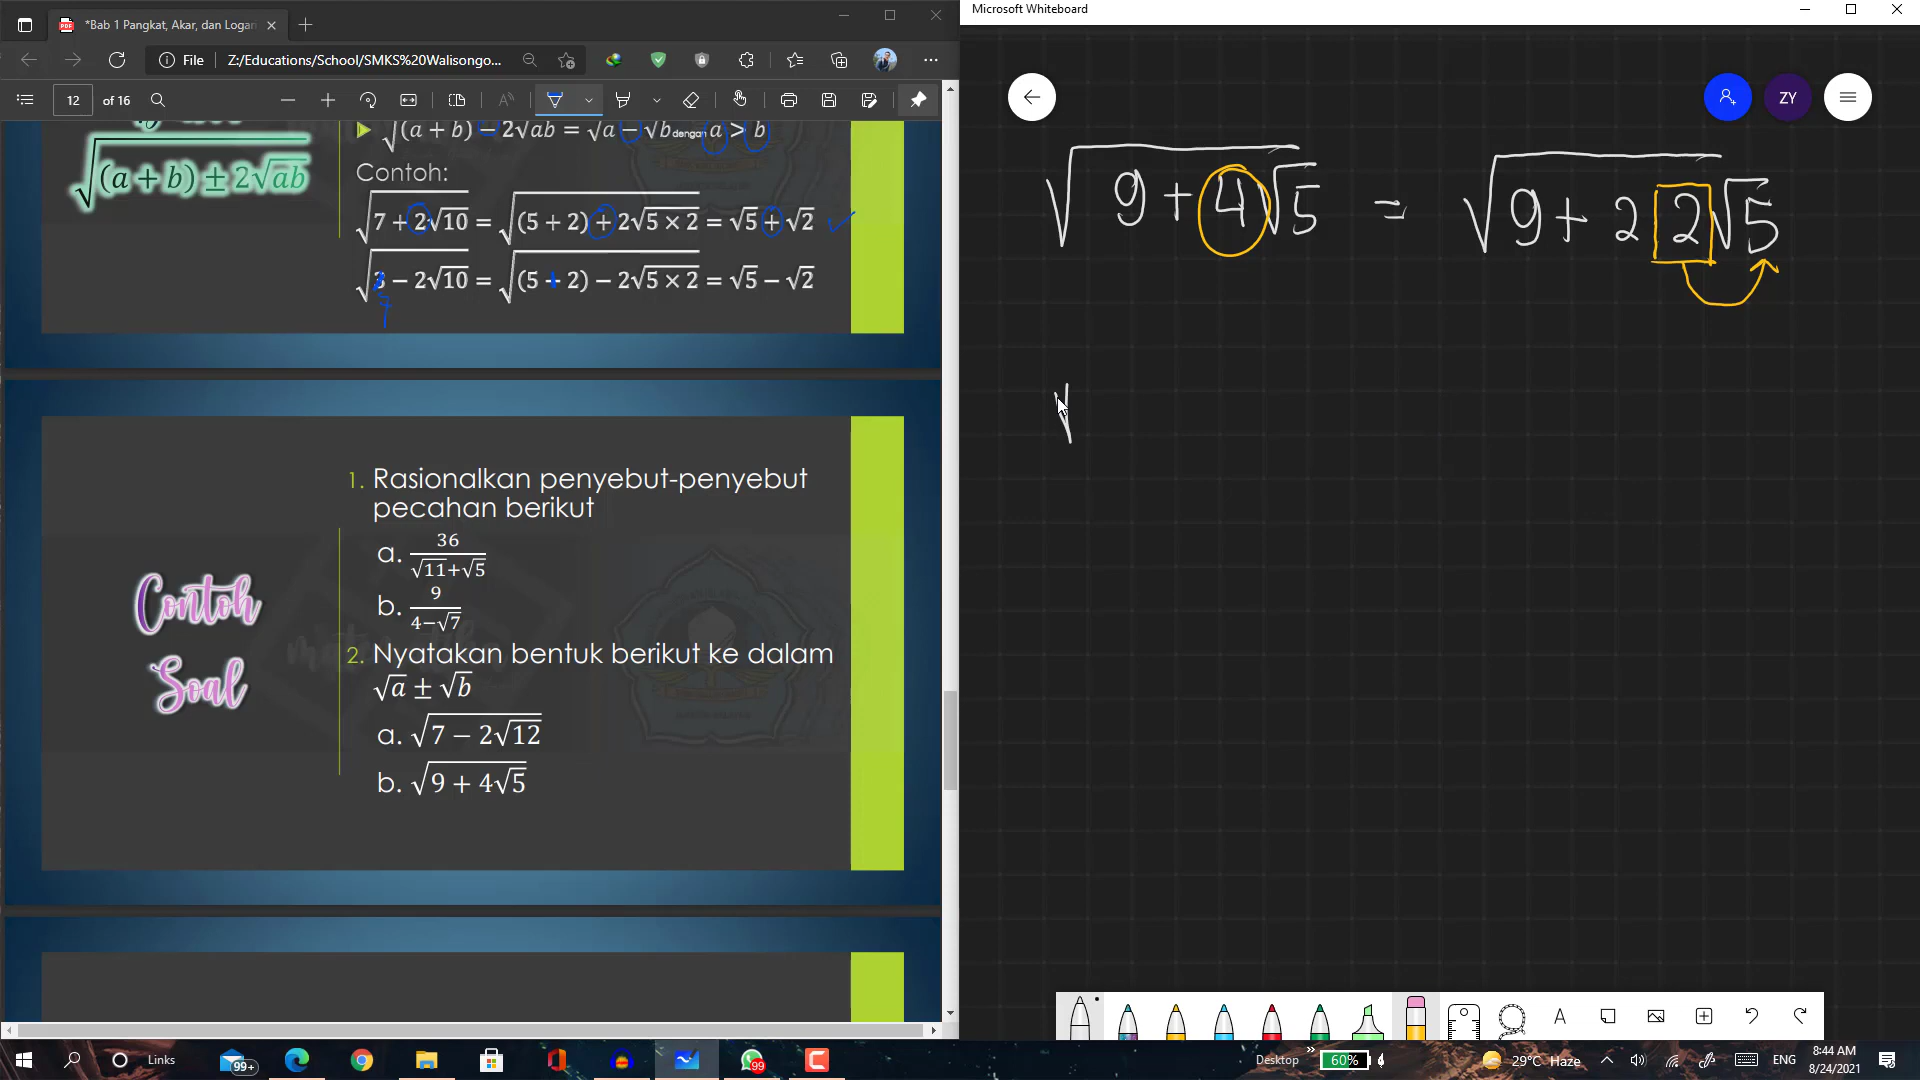 *Bab 1 Pangkat, Akar, dan Logari
File
Z:/Educations/School/SMKS%20Walisongo...
12 of 16
√((a + b) ± 2√ab)
√((a + b) − 2√ab) = √a − √b dengan a > b
Contoh:
√(7 + 2√10) = √((5 + 2) + 2√(5 × 2)) = √5 + √2 ✓
√(3 − 2√10) = √((5 + 2) − 2√(5 × 2)) = √5 − √2
7
Contoh
Soal
1. Rasionalkan penyebut-penyebut
pecahan berikut
a. 36/(√11+√5)
b. 9/(4−√7)
2. Nyatakan bentuk berikut ke dalam
√a ± √b
a. √(7 − 2√12)
b. √(9 + 4√5)
Microsoft Whiteboard
ZY
√(9 + 4√5) = √(9 + 2 2√5)
√
Links
99+
99
Desktop
60%
29°C Haze
ENG
8:44 AM
8/24/2021